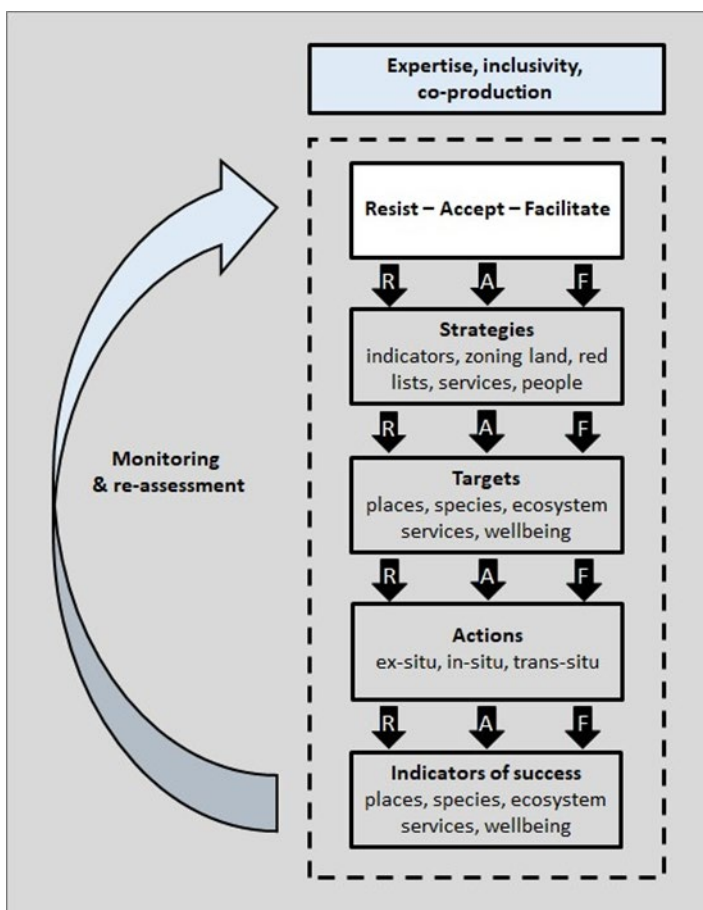 Expertise, inclusivity,
co-production
Resist – Accept – Facilitate
R A F
Strategies
indicators, zoning land, red
lists, services, people
R A F
Monitoring
& re-assessment
Targets
places, species, ecosystem
services, wellbeing
R A F
Actions
ex-situ, in-situ, trans-situ
R A F
Indicators of success
places, species, ecosystem
services, wellbeing